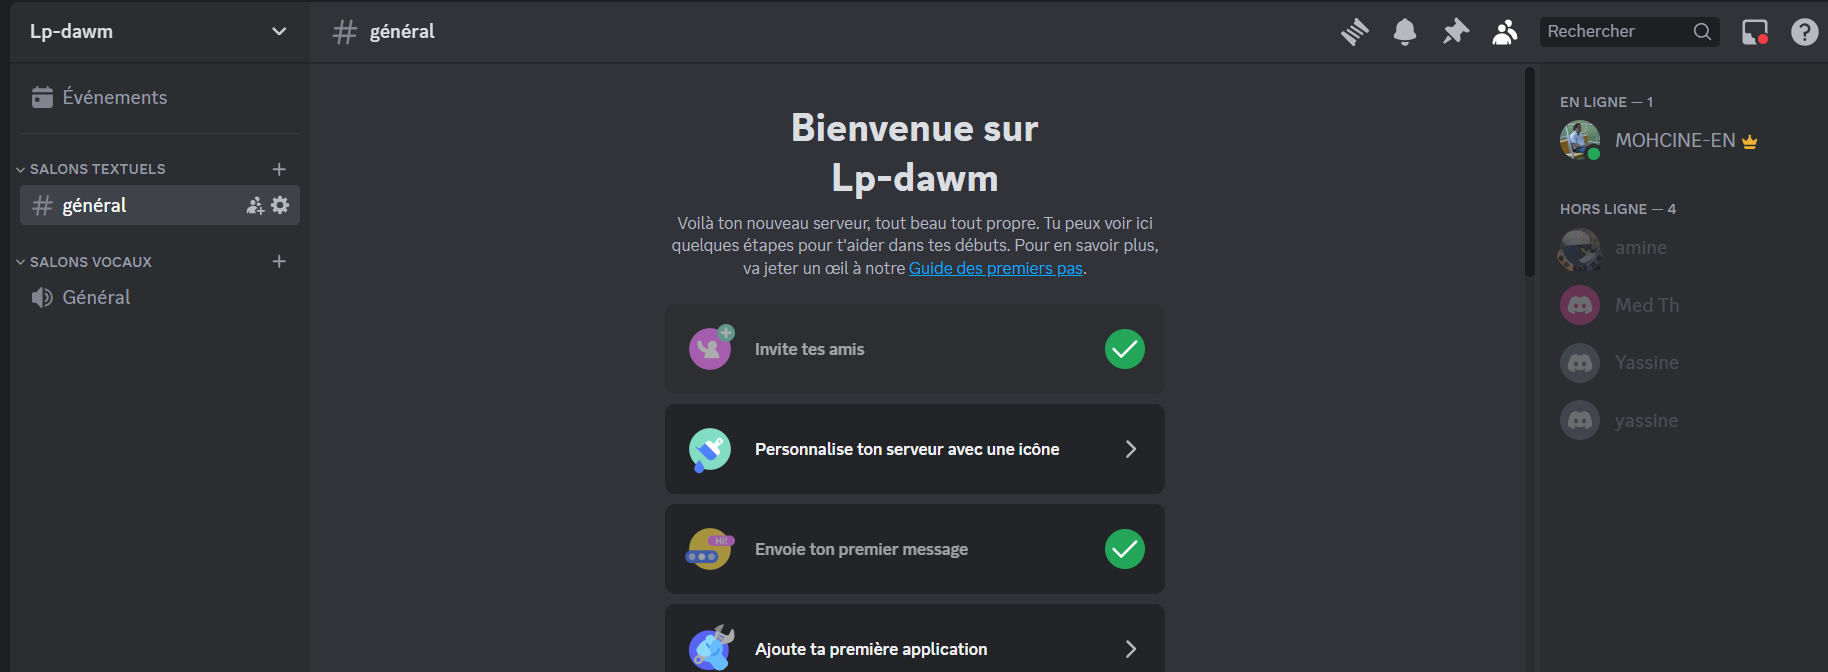 Lp-dawm
général
Rechercher
Événements
SALONS TEXTUELS
général
SALONS VOCAUX
Général
Bienvenue sur
Lp-dawm
Voilà ton nouveau serveur, tout beau tout propre. Tu peux voir ici
quelques étapes pour t'aider dans tes débuts. Pour en savoir plus,
va jeter un œil à notre Guide des premiers pas.
Invite tes amis
Personnalise ton serveur avec une icône
Hi!
Envoie ton premier message
Ajoute ta première application
EN LIGNE — 1
MOHCINE-EN
HORS LIGNE — 4
amine
Med Th
Yassine
yassine